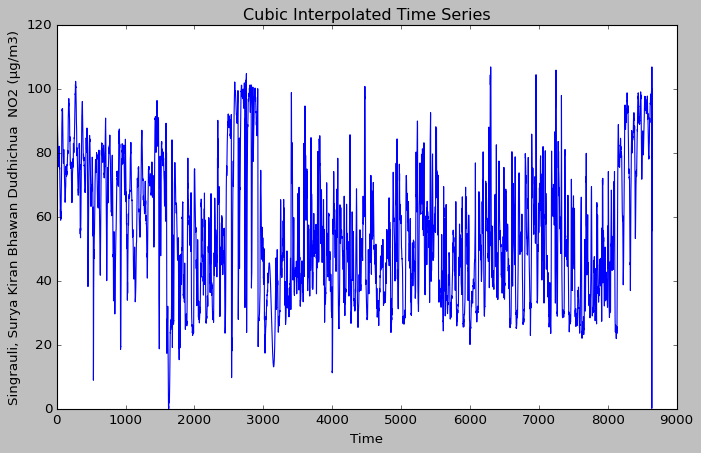 Cubic Interpolated Time Series
Singrauli, Surya Kiran Bhawan Dudhichua  NO2 (µg/m3)
120
100
80
60
40
20
0
0 1000 2000 3000 4000 5000 6000 7000 8000 9000
Time